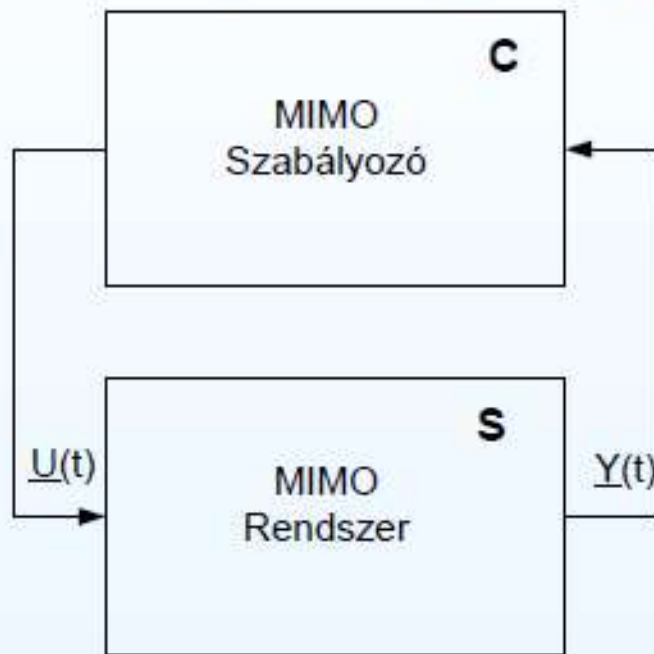 C
MIMO
Szabályozó
S
U(t)
MIMO
Rendszer
Y(t)